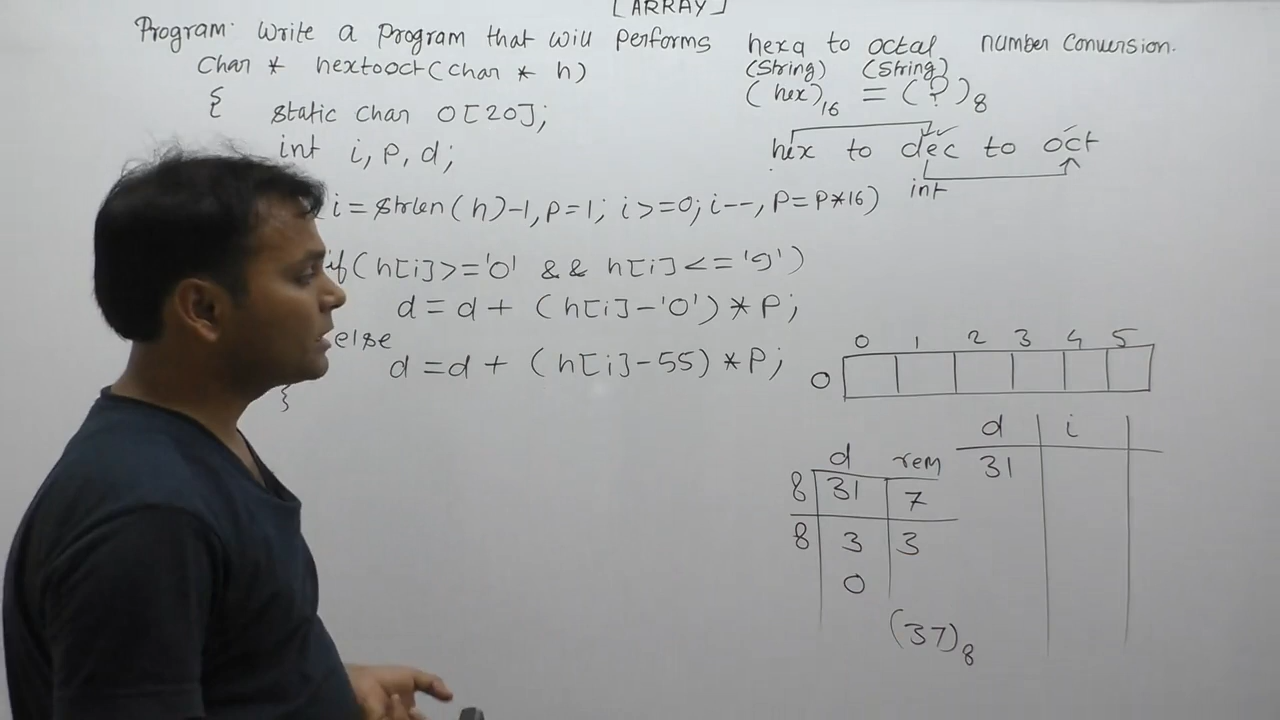 [ARRAY]
Program: Write a program that will performs hexa to octal number Conversion.
(String) (String)
Char * hextooct(char * h)
(hex)16 = (?)8
{ static char O[20];
int i, P, d;
hex to dec to oct
int
i = strlen(h)-1, P=1; i>=0; i--, P=P*16)
if(h[i]>='0' && h[i]<='9')
d = d + (h[i]-'0') * P;
else
d = d + (h[i]-55) * P;
}
0 1 2 3 4 5
O
d i
31
d rem
8 31 7
8 3 3
0
(37)8